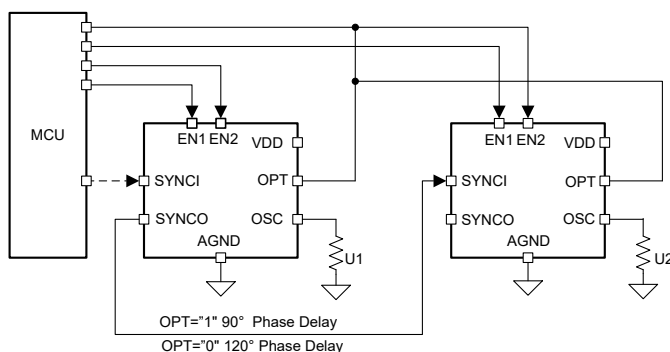 MCU
EN1 EN2
VDD
SYNCI
OPT
SYNCO
OSC
AGND
U1
EN1 EN2
VDD
SYNCI
OPT
SYNCO
OSC
AGND
U2
OPT="1" 90° Phase Delay
OPT="0" 120° Phase Delay